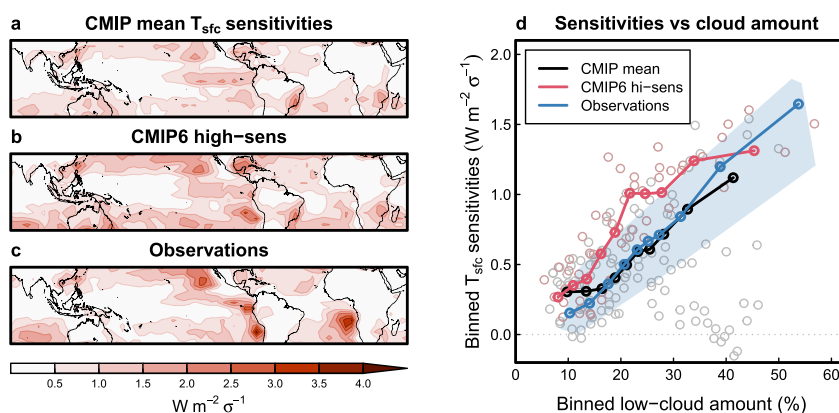 a CMIP mean Tsfc sensitivities
b CMIP6 high−sens
c Observations
0.5 1.0 1.5 2.0 2.5 3.0 3.5 4.0
W m−2 σ−1
d Sensitivities vs cloud amount
CMIP mean
CMIP6 hi−sens
Observations
Binned Tsfc sensitivities (W m−2 σ−1)
2.0
1.5
1.0
0.5
0.0
0 10 20 30 40 50 60
Binned low−cloud amount (%)